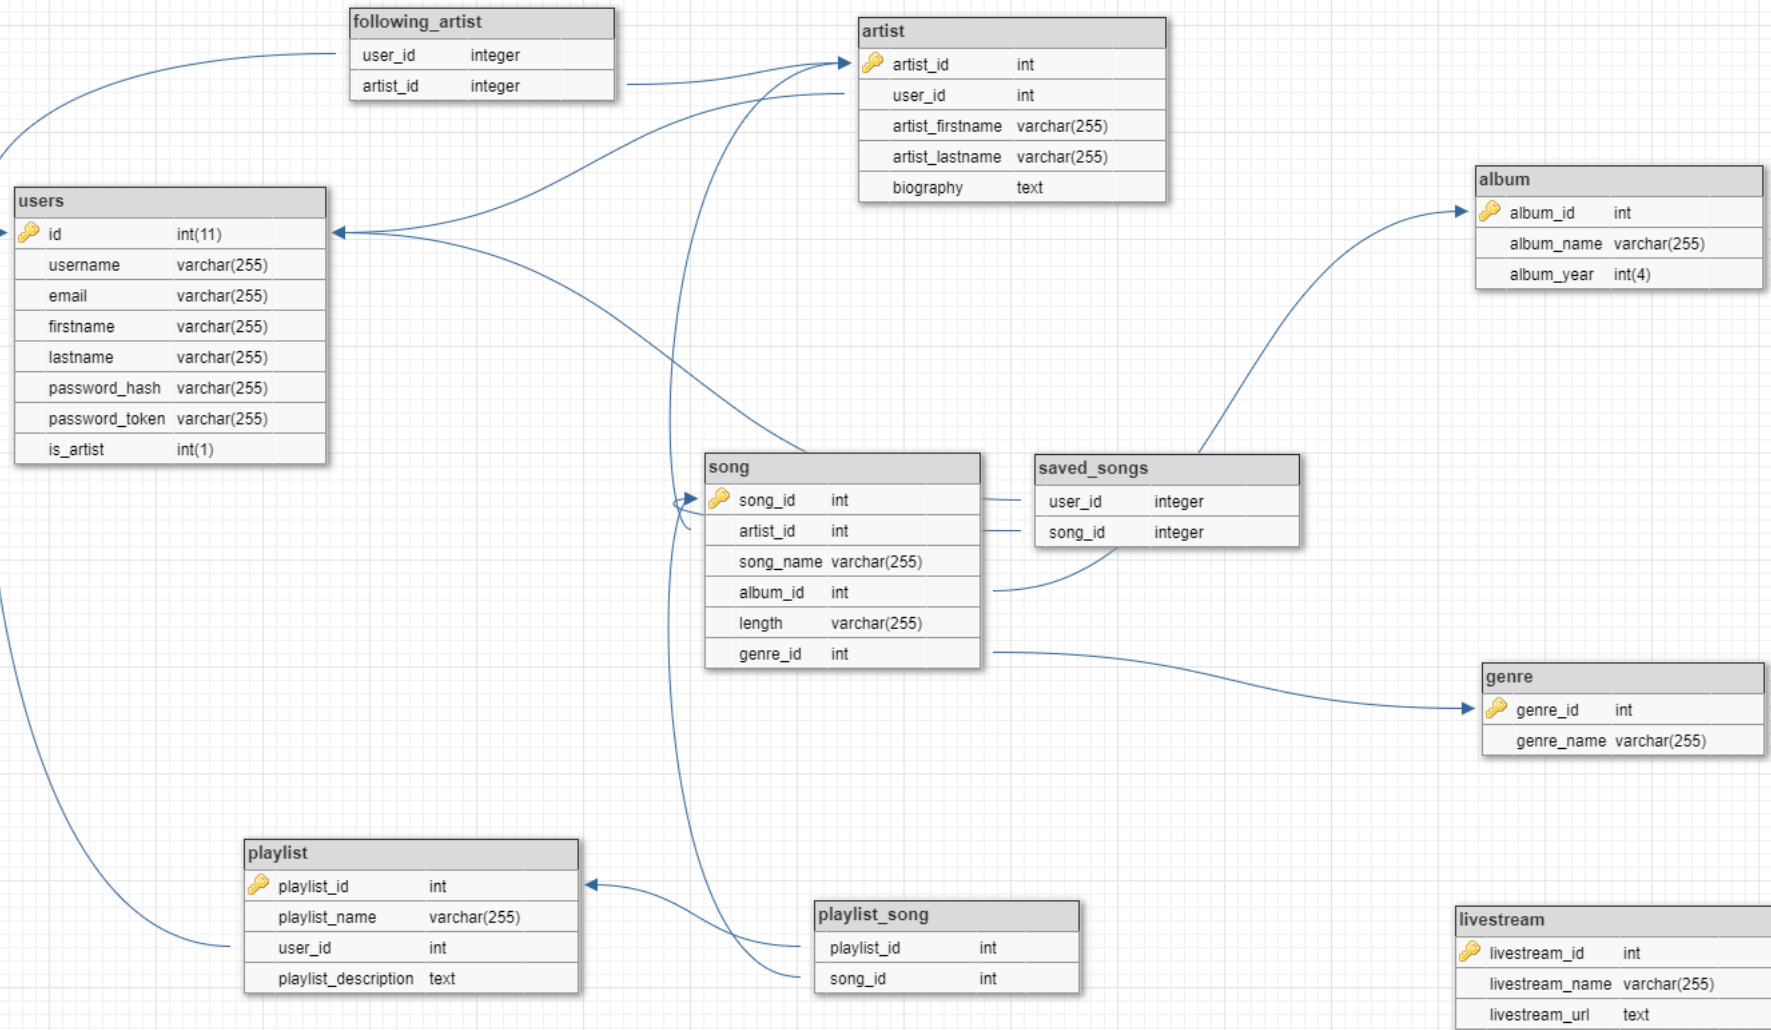 following_artist
user_id integer
artist_id integer
artist
artist_id int
user_id int
artist_firstname varchar(255)
artist_lastname varchar(255)
biography text
album
album_id int
album_name varchar(255)
album_year int(4)
users
id int(11)
username varchar(255)
email varchar(255)
firstname varchar(255)
lastname varchar(255)
password_hash varchar(255)
password_token varchar(255)
is_artist int(1)
song
song_id int
artist_id int
song_name varchar(255)
album_id int
length varchar(255)
genre_id int
saved_songs
user_id integer
song_id integer
genre
genre_id int
genre_name varchar(255)
playlist
playlist_id int
playlist_name varchar(255)
user_id int
playlist_description text
playlist_song
playlist_id int
song_id int
livestream
livestream_id int
livestream_name varchar(255)
livestream_url text